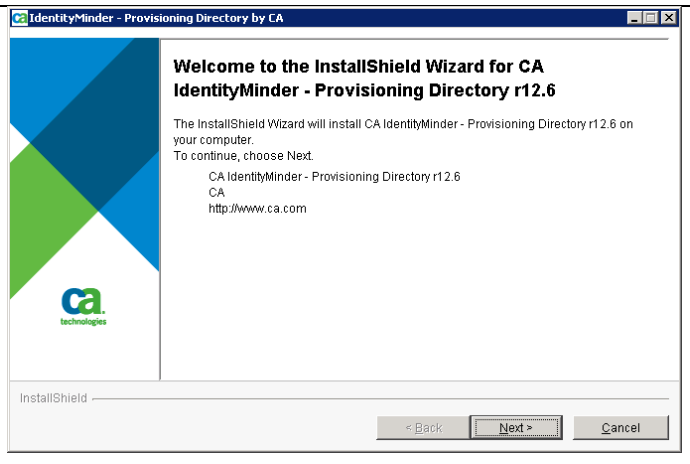 ca IdentityMinder - Provisioning Directory by CA
Welcome to the InstallShield Wizard for CA
IdentityMinder - Provisioning Directory r12.6
The InstallShield Wizard will install CA IdentityMinder - Provisioning Directory r12.6 on
your computer.
To continue, choose Next.
CA IdentityMinder - Provisioning Directory r12.6
CA
http://www.ca.com
ca.
technologies
InstallShield
< Back
Next >
Cancel